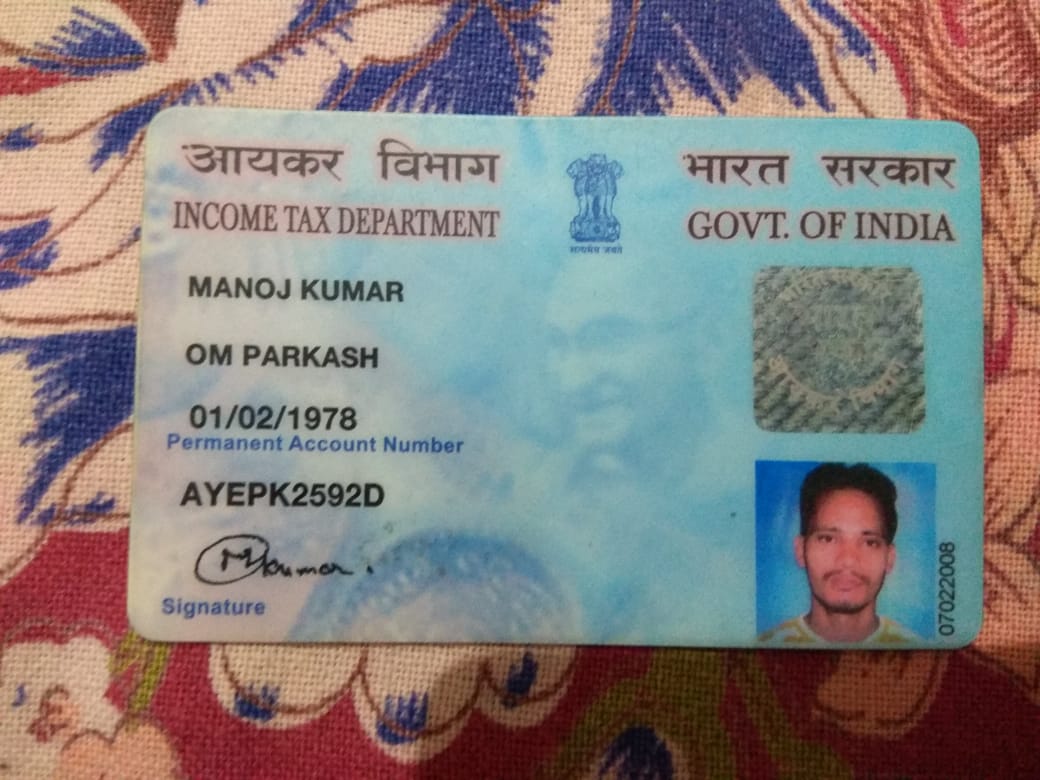 आयकर विभाग
INCOME TAX DEPARTMENT
सत्यमेव जयते
भारत सरकार
GOVT. OF INDIA
MANOJ KUMAR
OM PARKASH
01/02/1978
Permanent Account Number
AYEPK2592D
MKumar.
Signature
07022008